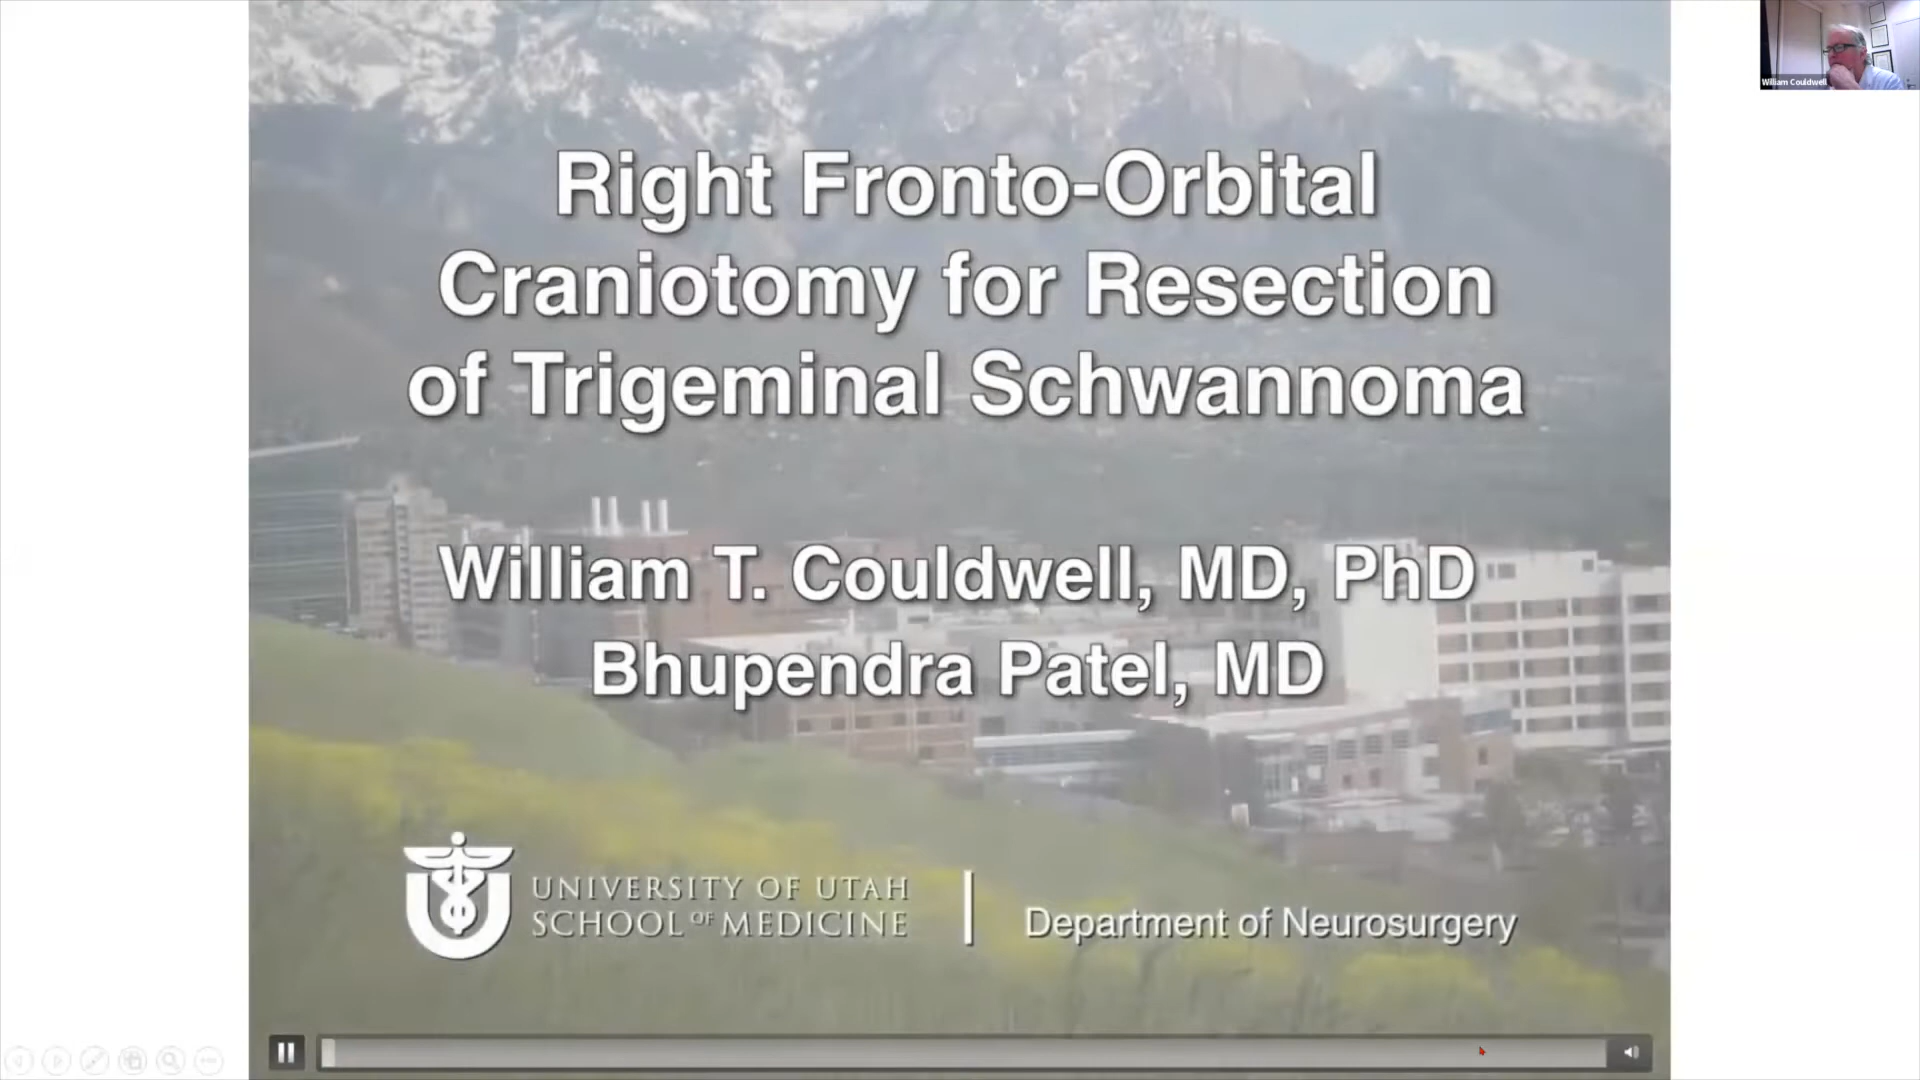 William Couldwell
Right Fronto-Orbital
Craniotomy for Resection
of Trigeminal Schwannoma
William T. Couldwell, MD, PhD
Bhupendra Patel, MD
UNIVERSITY OF UTAH
SCHOOL OF MEDICINE
Department of Neurosurgery